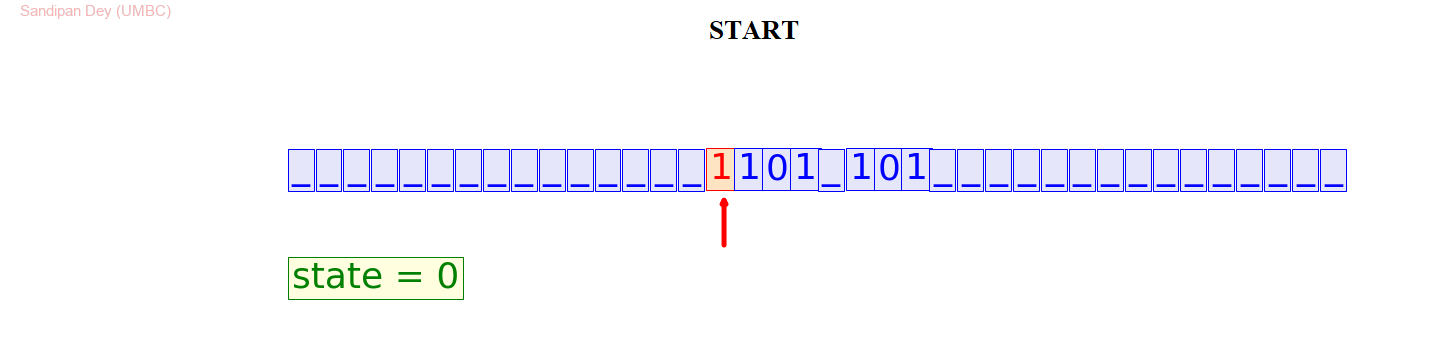 Sandipan Dey (UMBC)
START
_ _ _ _ _ _ _ _ _ _ _ _ _ _ _ 1 1 0 1 _ 1 0 1 _ _ _ _ _ _ _ _ _ _ _ _ _ _ _
state = 0